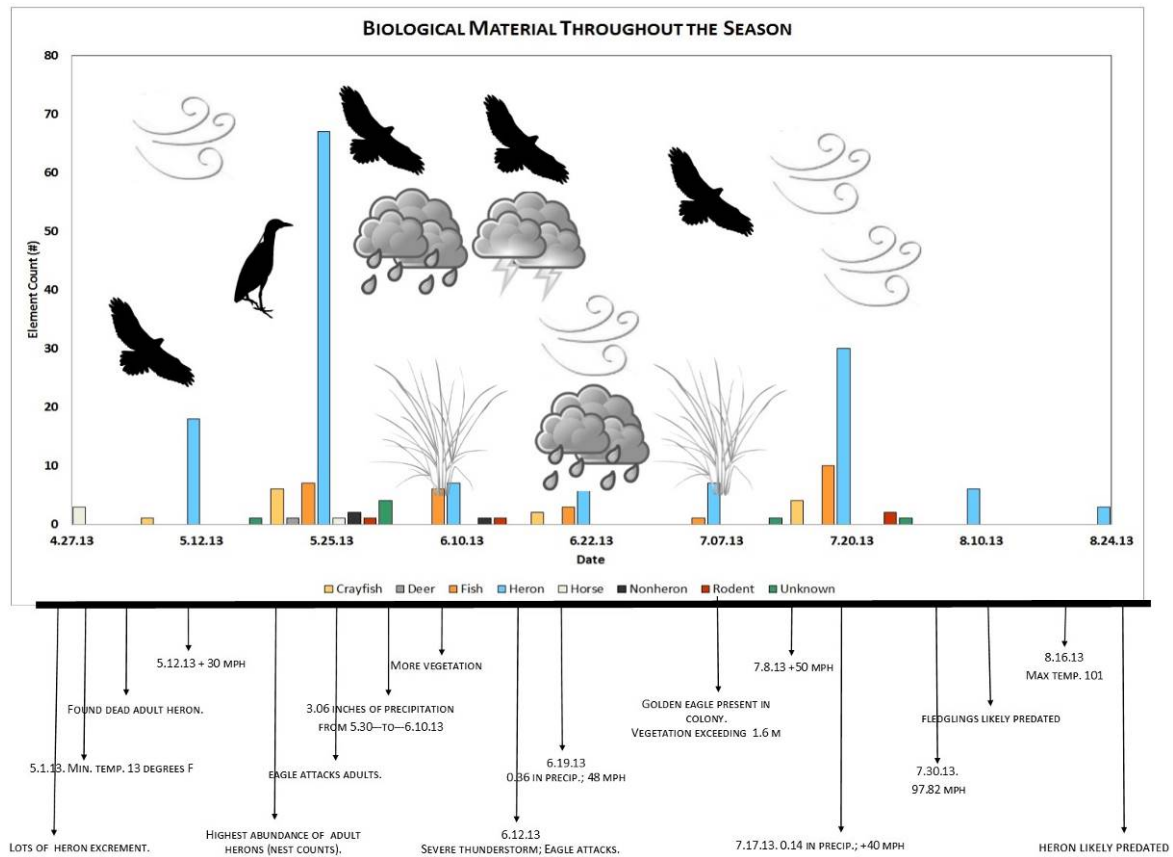 BIOLOGICAL MATERIAL THROUGHOUT THE SEASON
80
70
60
50
40
30
20
10
0
Element Count (#)
4.27.13 5.12.13 5.25.13 6.10.13 6.22.13 7.07.13 7.20.13 8.10.13 8.24.13
Date
Crayfish Deer Fish Heron Horse Nonheron Rodent Unknown
5.12.13 + 30 MPH
MORE VEGETATION
7.8.13 +50 MPH
8.16.13
MAX TEMP. 101
FOUND DEAD ADULT HERON.
3.06 INCHES OF PRECIPITATION
FROM 5.30—TO—6.10.13
GOLDEN EAGLE PRESENT IN
COLONY.
VEGETATION EXCEEDING 1.6 M
FLEDGLINGS LIKELY PREDATED
5.1.13. MIN. TEMP. 13 DEGREES F
EAGLE ATTACKS ADULTS.
6.19.13
0.36 IN PRECIP.; 48 MPH
7.30.13.
97.82 MPH
LOTS OF HERON EXCREMENT.
HIGHEST ABUNDANCE OF ADULT
HERONS (NEST COUNTS).
6.12.13
SEVERE THUNDERSTORM; EAGLE ATTACKS.
7.17.13. 0.14 IN PRECIP.; +40 MPH
HERON LIKELY PREDATED